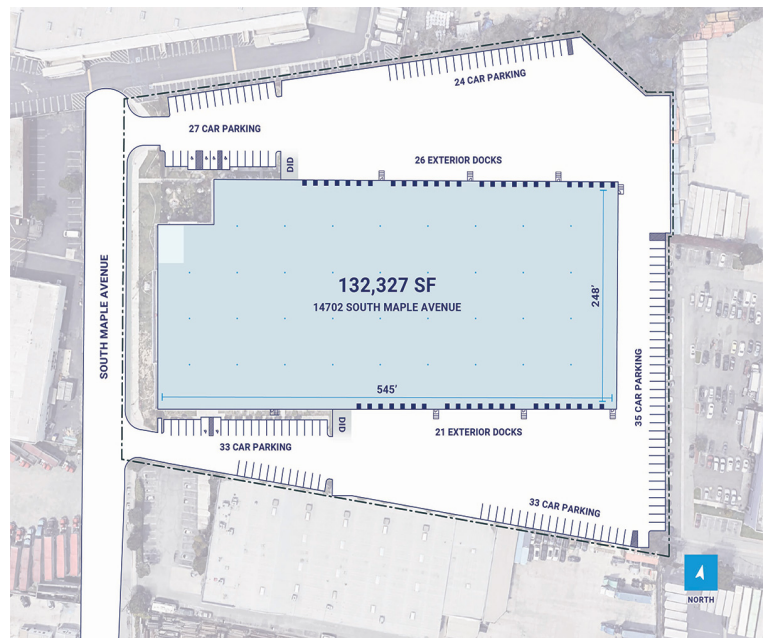 24 CAR PARKING
27 CAR PARKING
DID
26 EXTERIOR DOCKS
132,327 SF
14702 SOUTH MAPLE AVENUE
248'
SOUTH MAPLE AVENUE
545'
35 CAR PARKING
DID
33 CAR PARKING
21 EXTERIOR DOCKS
33 CAR PARKING
NORTH